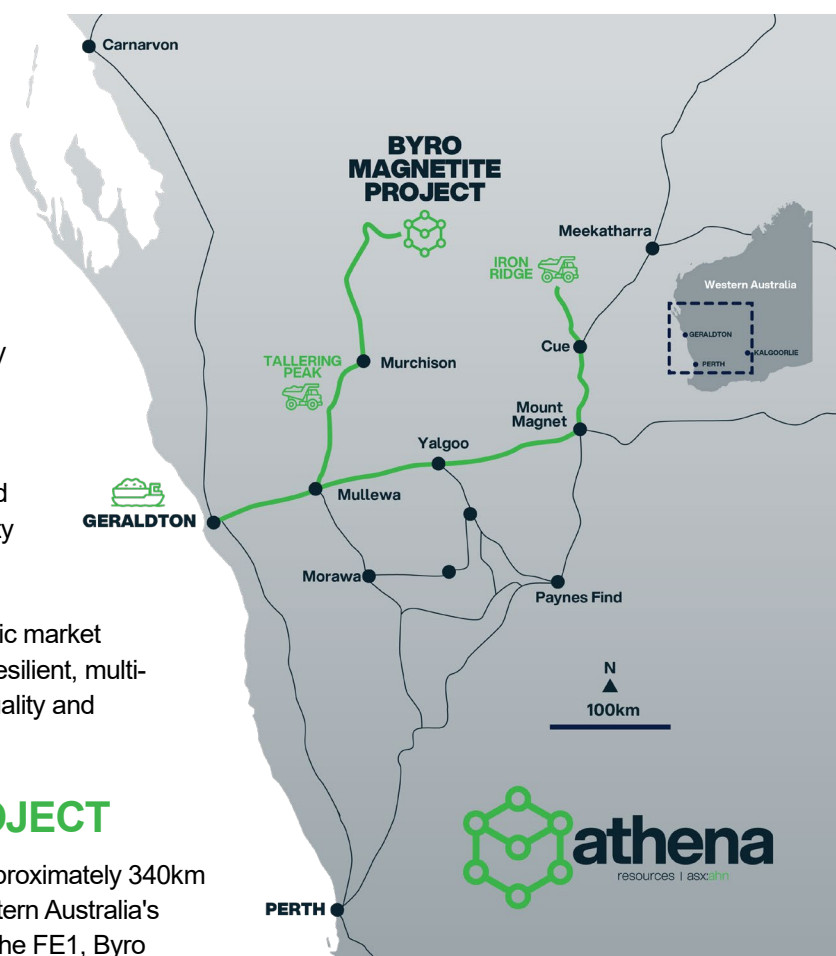 Carnarvon
BYRO
MAGNETITE
PROJECT
Meekatharra
IRON
RIDGE
Western Australia
GERALDTON
KALGOORLIE
PERTH
Cue
TALLERING
PEAK
Murchison
Mount
Magnet
Yalgoo
Mullewa
GERALDTON
Morawa
Paynes Find
N
100km
athena
resources | asx:ahn
PERTH
y
d
ty
ic market
esilient, multi-
ality and
OJECT
proximately 340km
tern Australia's
he FE1, Byro